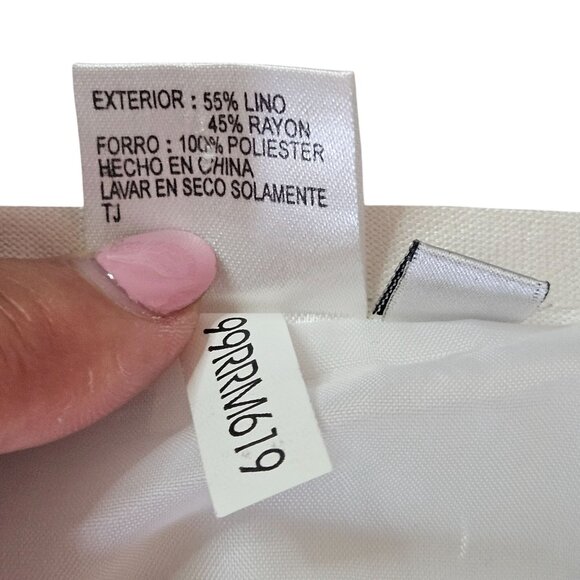 EXTERIOR : 55% LINO
45% RAYON
FORRO : 100% POLIESTER
HECHO EN CHINA
LAVAR EN SECO SOLAMENTE
TJ
99RRM619